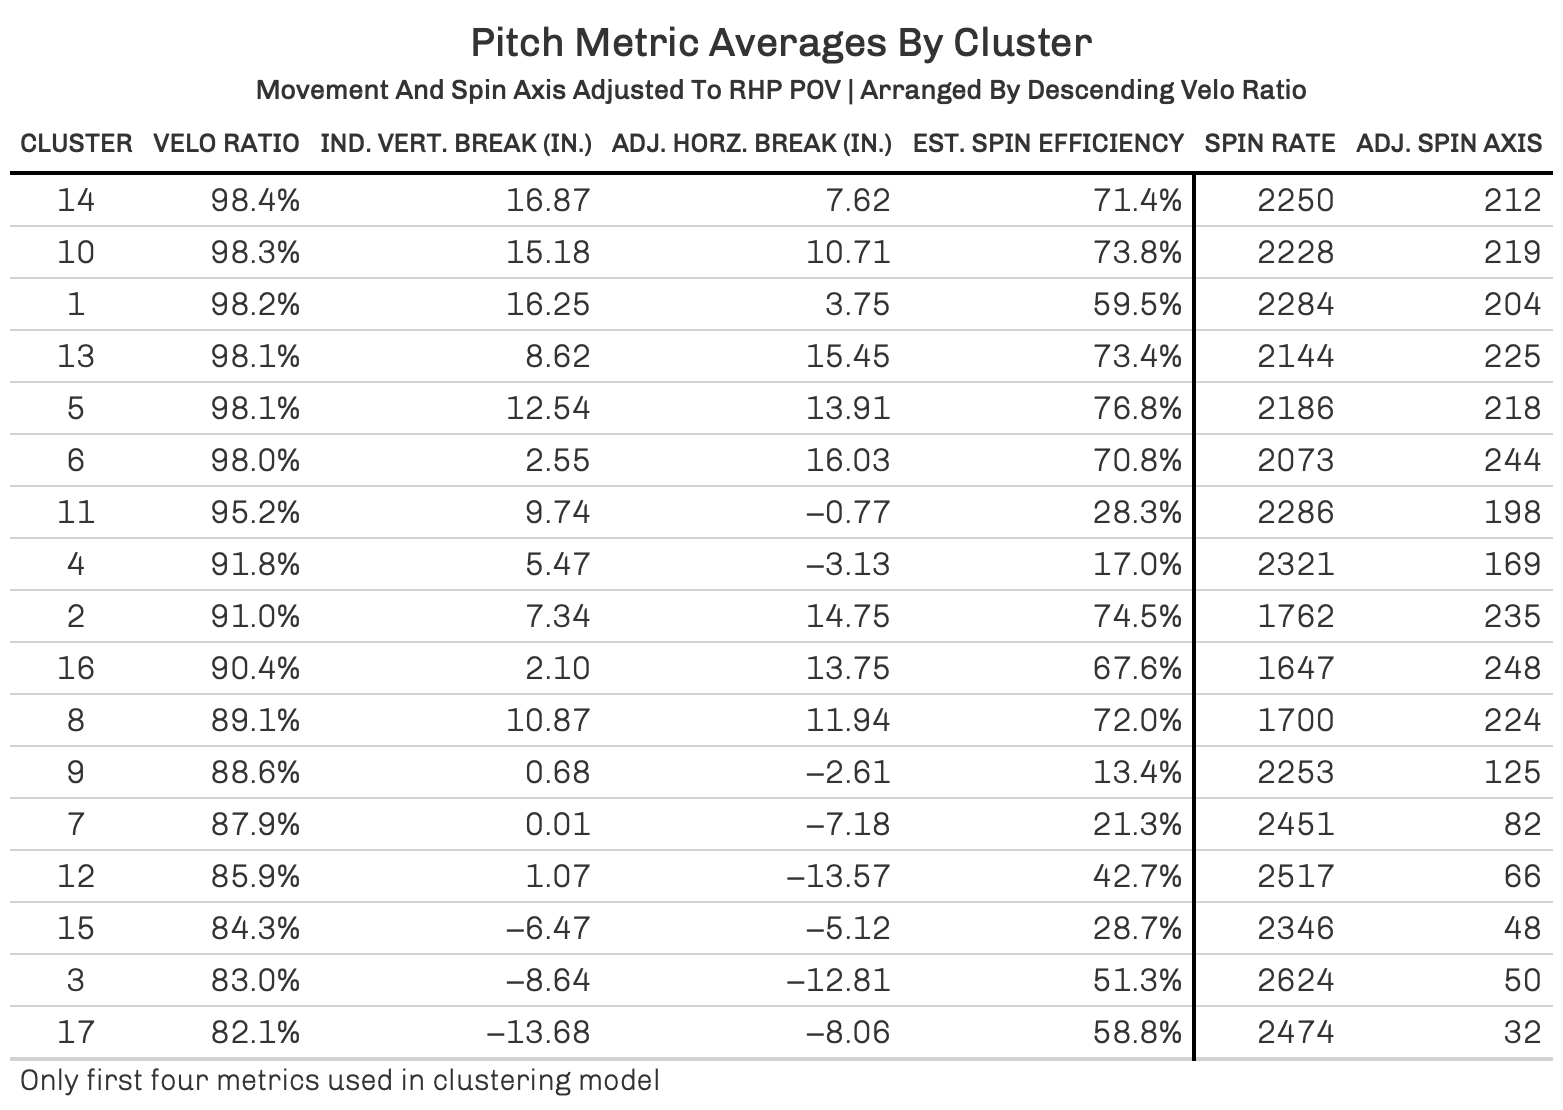 Pitch Metric Averages By Cluster
Movement And Spin Axis Adjusted To RHP POV | Arranged By Descending Velo Ratio
CLUSTER VELO RATIO IND. VERT. BREAK (IN.) ADJ. HORZ. BREAK (IN.) EST. SPIN EFFICIENCY SPIN RATE ADJ. SPIN AXIS
14 98.4% 16.87 7.62 71.4% 2250 212
10 98.3% 15.18 10.71 73.8% 2228 219
1 98.2% 16.25 3.75 59.5% 2284 204
13 98.1% 8.62 15.45 73.4% 2144 225
5 98.1% 12.54 13.91 76.8% 2186 218
6 98.0% 2.55 16.03 70.8% 2073 244
11 95.2% 9.74 −0.77 28.3% 2286 198
4 91.8% 5.47 −3.13 17.0% 2321 169
2 91.0% 7.34 14.75 74.5% 1762 235
16 90.4% 2.10 13.75 67.6% 1647 248
8 89.1% 10.87 11.94 72.0% 1700 224
9 88.6% 0.68 −2.61 13.4% 2253 125
7 87.9% 0.01 −7.18 21.3% 2451 82
12 85.9% 1.07 −13.57 42.7% 2517 66
15 84.3% −6.47 −5.12 28.7% 2346 48
3 83.0% −8.64 −12.81 51.3% 2624 50
17 82.1% −13.68 −8.06 58.8% 2474 32
Only first four metrics used in clustering model